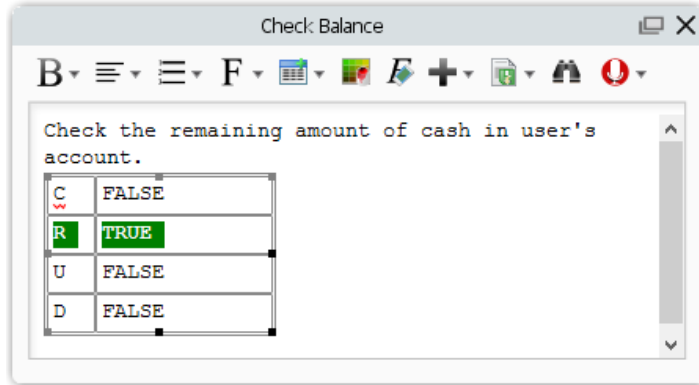 Check Balance
B F F
Check the remaining amount of cash in user's
account.
C FALSE
R TRUE
U FALSE
D FALSE